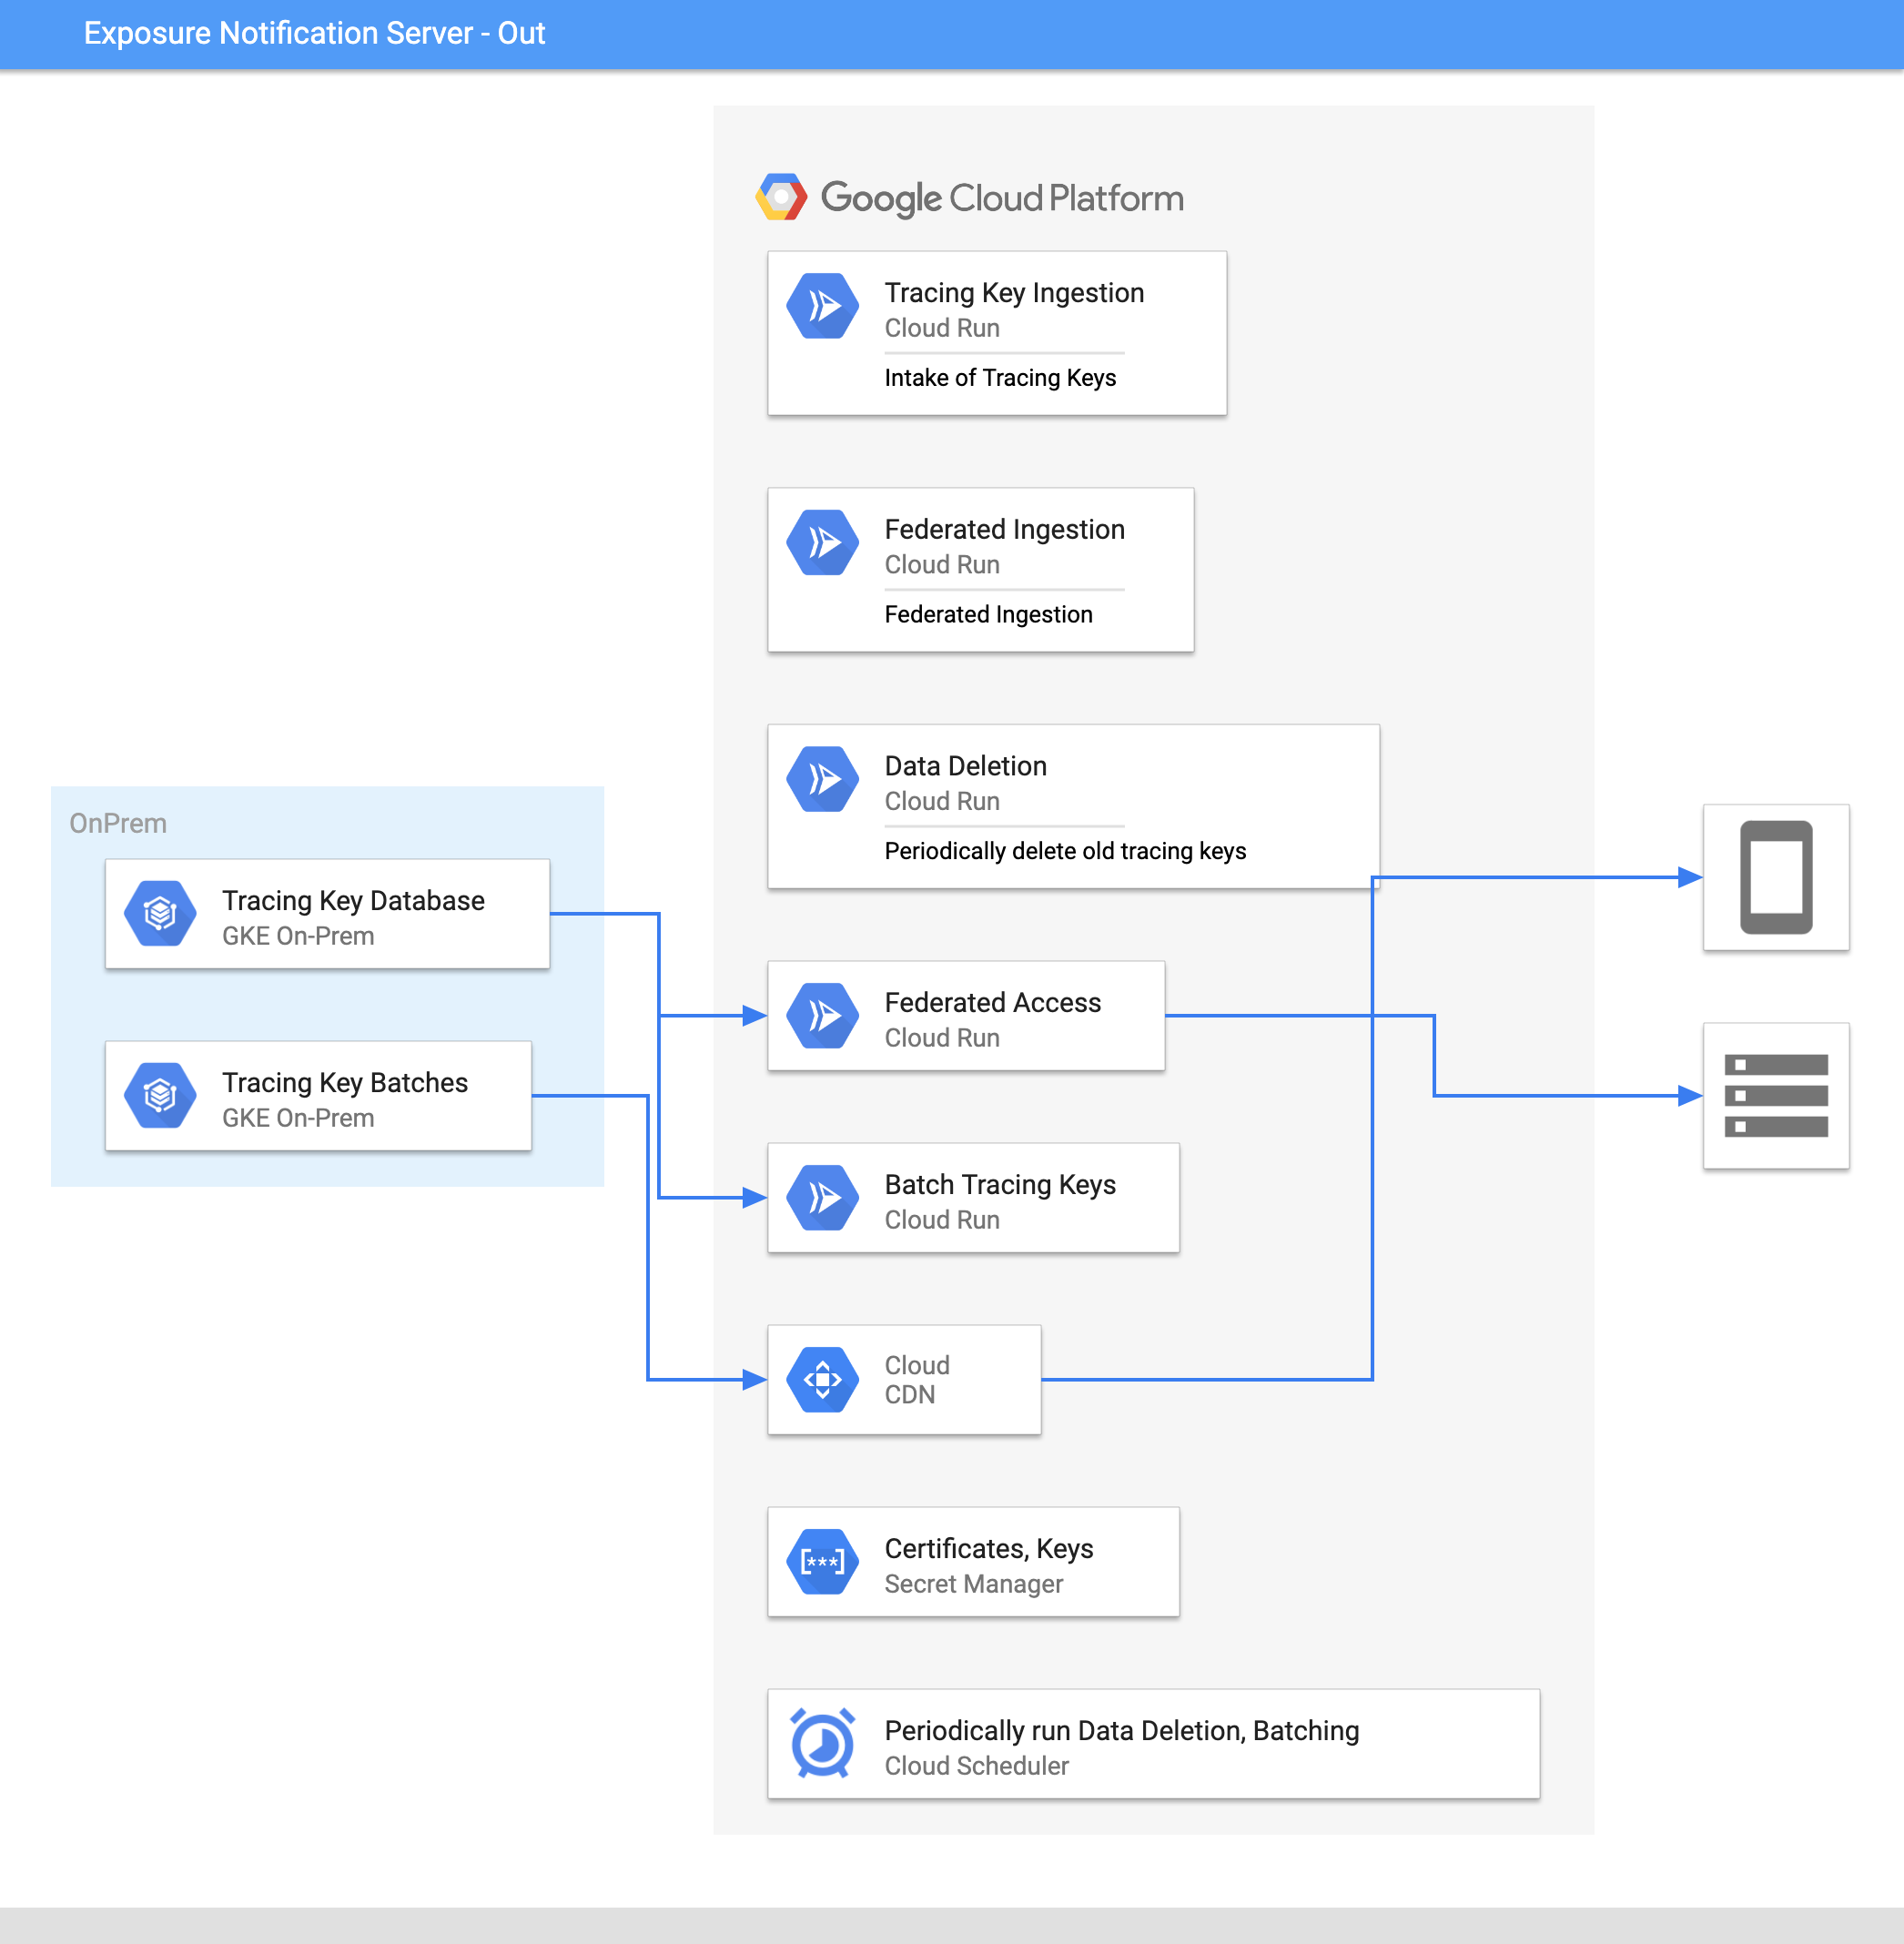 Exposure Notification Server - Out
Google Cloud Platform
Tracing Key Ingestion
Cloud Run
Intake of Tracing Keys
Federated Ingestion
Cloud Run
Federated Ingestion
Data Deletion
Cloud Run
Periodically delete old tracing keys
OnPrem
Tracing Key Database
GKE On-Prem
Tracing Key Batches
GKE On-Prem
Federated Access
Cloud Run
Batch Tracing Keys
Cloud Run
Cloud
CDN
Certificates, Keys
Secret Manager
[***]
Periodically run Data Deletion, Batching
Cloud Scheduler